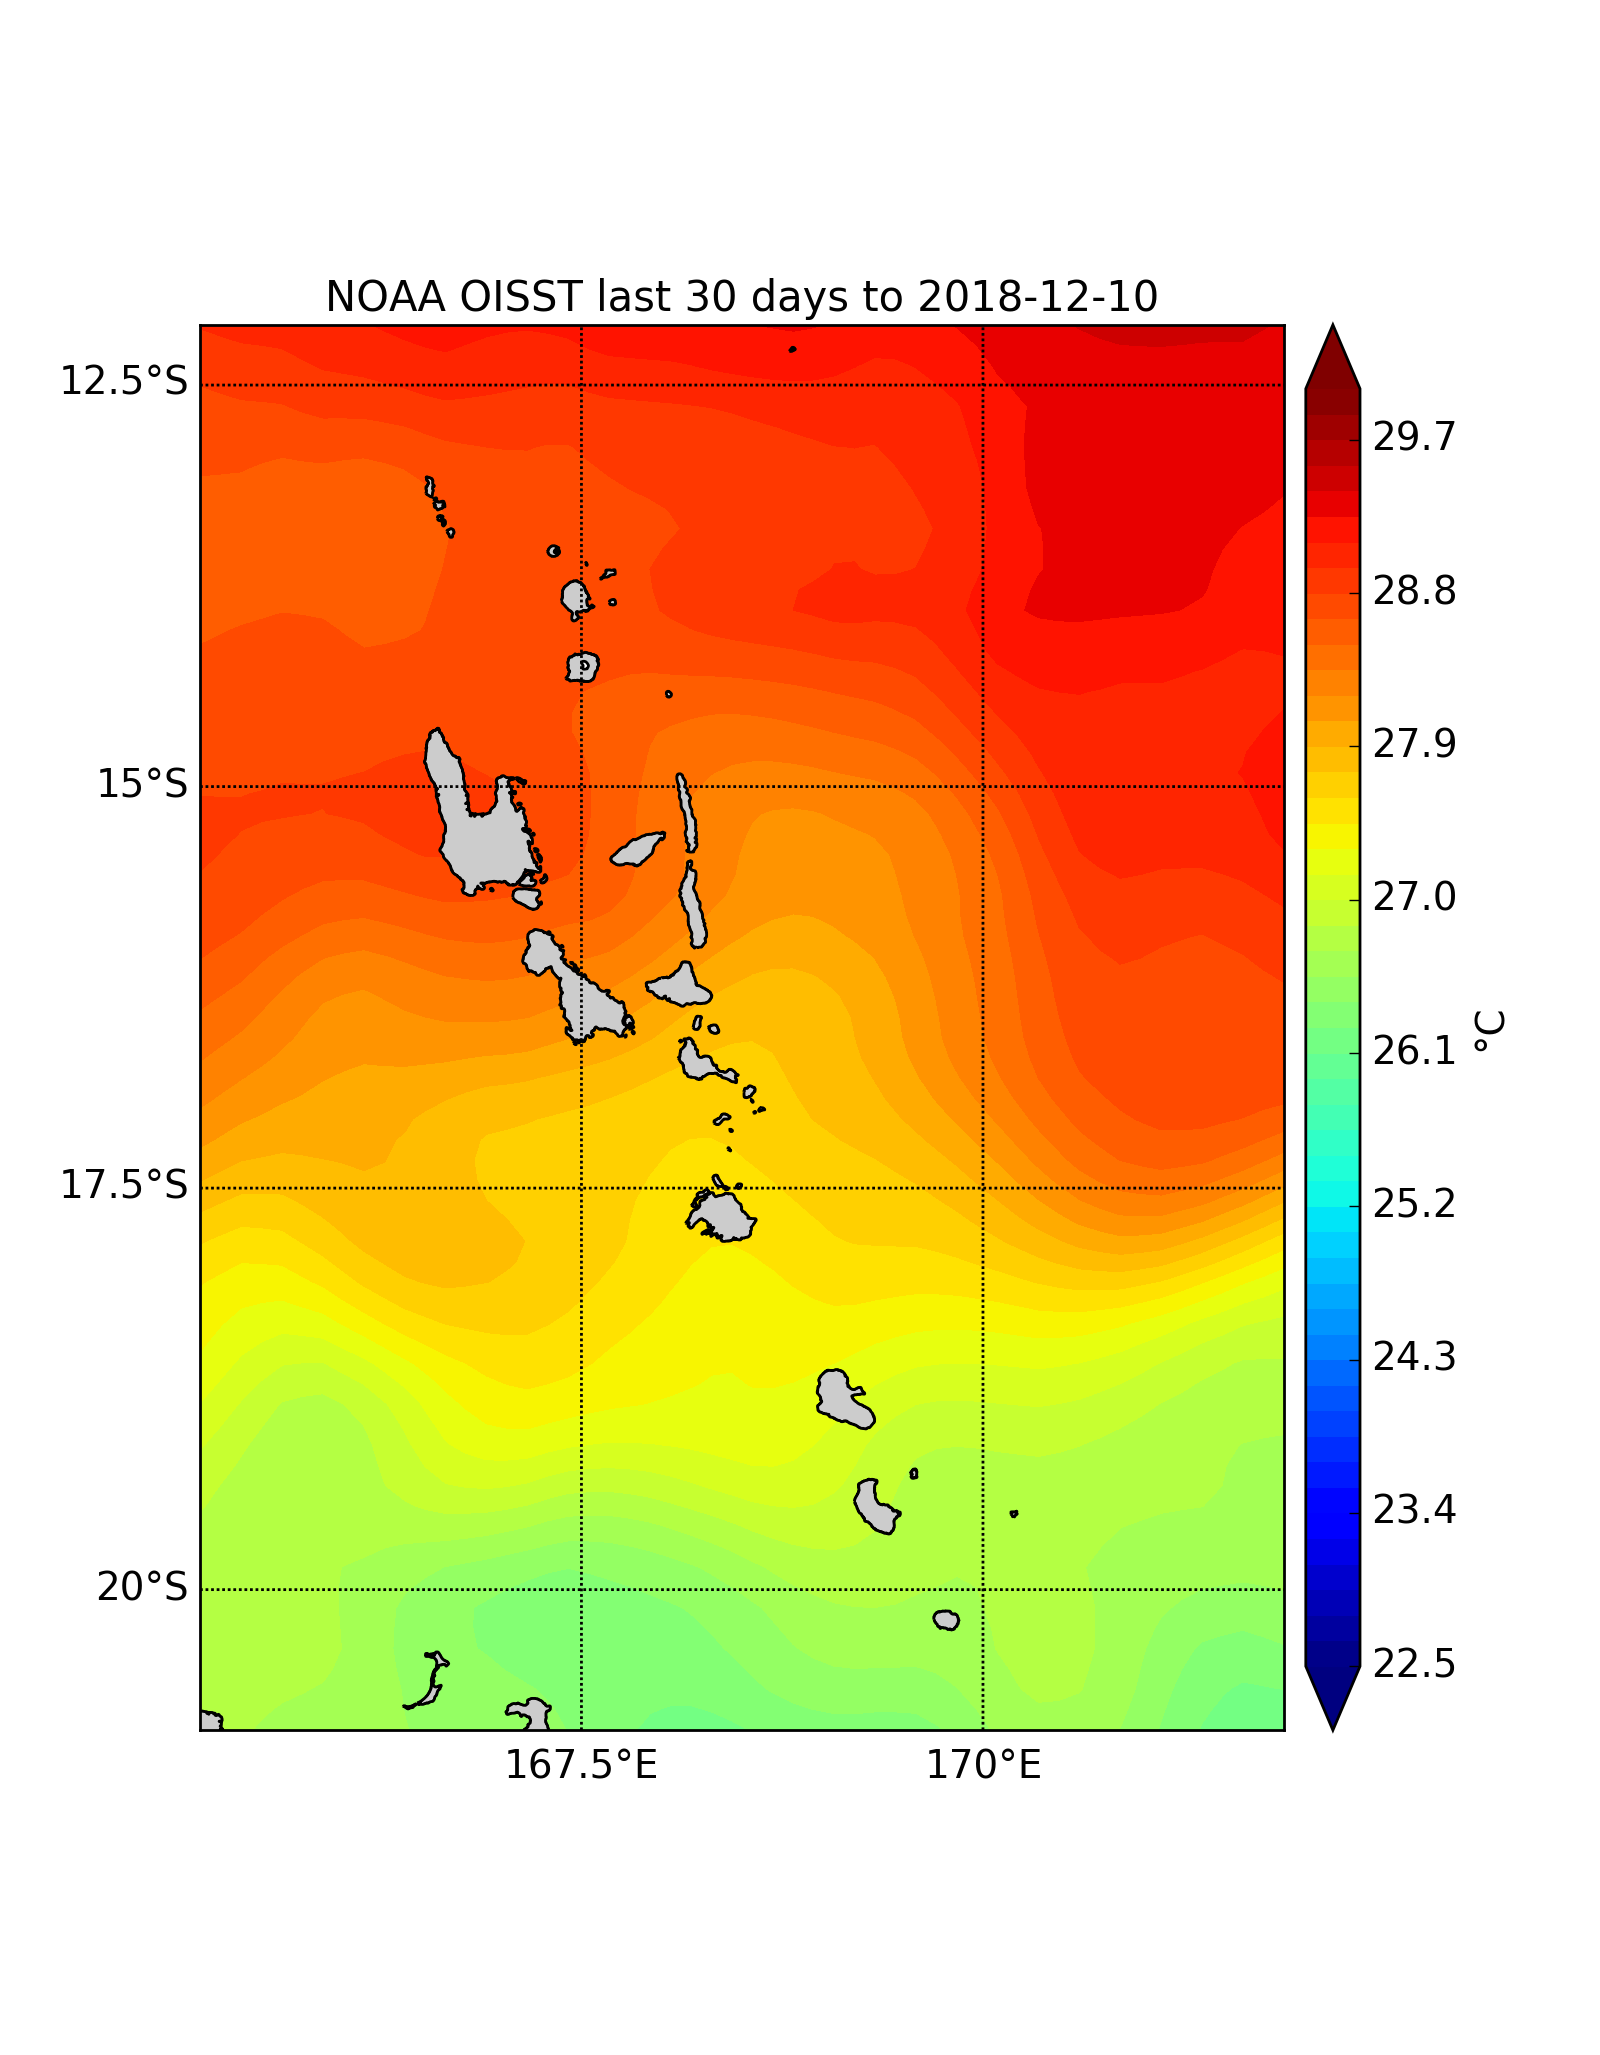 NOAA OISST last 30 days to 2018-12-10
12.5°S
15°S
17.5°S
20°S
167.5°E
170°E
29.7
28.8
27.9
27.0
26.1
25.2
24.3
23.4
22.5
°C